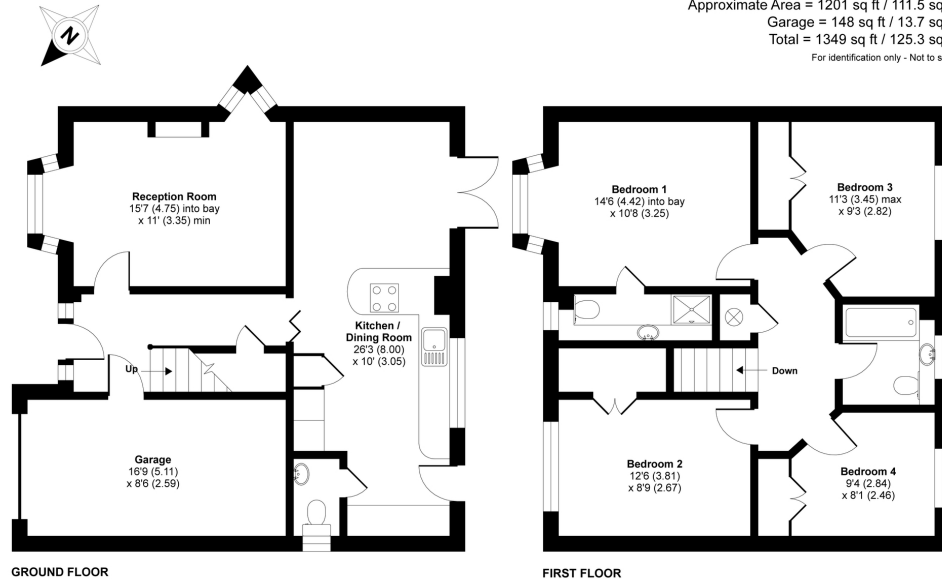 N
Approximate Area = 1201 sq ft / 111.5 sq
Garage = 148 sq ft / 13.7 sq
Total = 1349 sq ft / 125.3 sq
For identification only - Not to s
Reception Room
15'7 (4.75) into bay
x 11' (3.35) min
Kitchen /
Dining Room
26'3 (8.00)
x 10' (3.05)
Up
Garage
16'9 (5.11)
x 8'6 (2.59)
GROUND FLOOR
Bedroom 1
14'6 (4.42) into bay
x 10'8 (3.25)
Bedroom 3
11'3 (3.45) max
x 9'3 (2.82)
Down
Bedroom 2
12'6 (3.81)
x 8'9 (2.67)
Bedroom 4
9'4 (2.84)
x 8'1 (2.46)
FIRST FLOOR